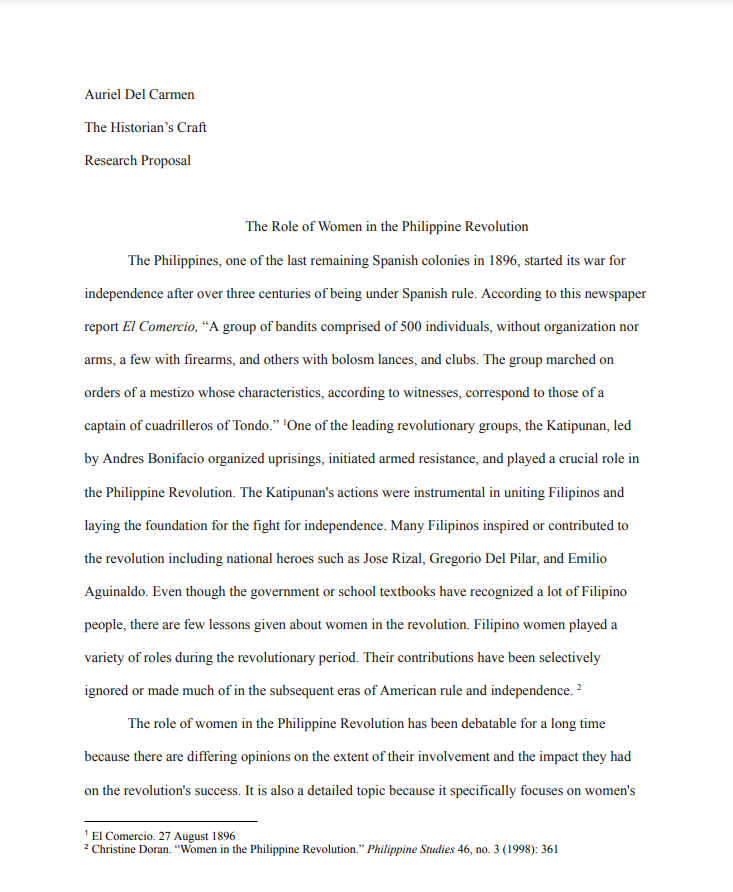 Auriel Del Carmen
The Historian’s Craft
Research Proposal
The Role of Women in the Philippine Revolution
The Philippines, one of the last remaining Spanish colonies in 1896, started its war for
independence after over three centuries of being under Spanish rule. According to this newspaper
report El Comercio, “A group of bandits comprised of 500 individuals, without organization nor
arms, a few with firearms, and others with bolosm lances, and clubs. The group marched on
orders of a mestizo whose characteristics, according to witnesses, correspond to those of a
captain of cuadrilleros of Tondo.” ¹One of the leading revolutionary groups, the Katipunan, led
by Andres Bonifacio organized uprisings, initiated armed resistance, and played a crucial role in
the Philippine Revolution. The Katipunan's actions were instrumental in uniting Filipinos and
laying the foundation for the fight for independence. Many Filipinos inspired or contributed to
the revolution including national heroes such as Jose Rizal, Gregorio Del Pilar, and Emilio
Aguinaldo. Even though the government or school textbooks have recognized a lot of Filipino
people, there are few lessons given about women in the revolution. Filipino women played a
variety of roles during the revolutionary period. Their contributions have been selectively
ignored or made much of in the subsequent eras of American rule and independence. ²
The role of women in the Philippine Revolution has been debatable for a long time
because there are differing opinions on the extent of their involvement and the impact they had
on the revolution's success. It is also a detailed topic because it specifically focuses on women's
¹ El Comercio. 27 August 1896
² Christine Doran. “Women in the Philippine Revolution.” Philippine Studies 46, no. 3 (1998): 361